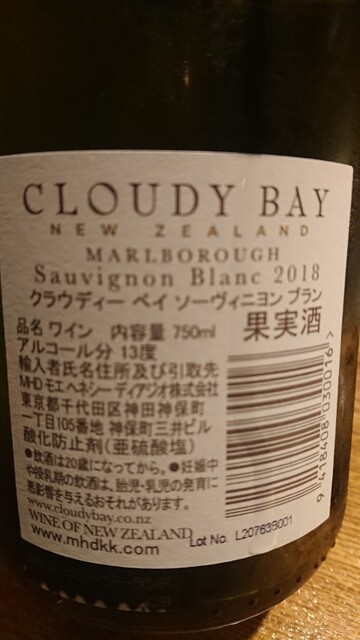 CLOUDY BAY
NEW ZEALAND
MARLBOROUGH
Sauvignon Blanc 2018
クラウディー ベイ ソーヴィニヨン ブラン
品名 ワイン 内容量 750ml
果実酒
アルコール分 13度
輸入者氏名住所及び引取先
MHD モエ ヘネシー ディアジオ株式会社
東京都千代田区神田神保町
一丁目105番地 神保町三井ビル
酸化防止剤(亜硫酸塩)
●飲酒は20歳になってから。●妊娠中
や授乳期の飲酒は、胎児・乳児の発育に
悪影響を与えるおそれがあります。
www.cloudybay.co.nz
WINE OF NEW ZEALAND
www.mhdkk.com
Lot No. L20763B001
9 418408 030016 >